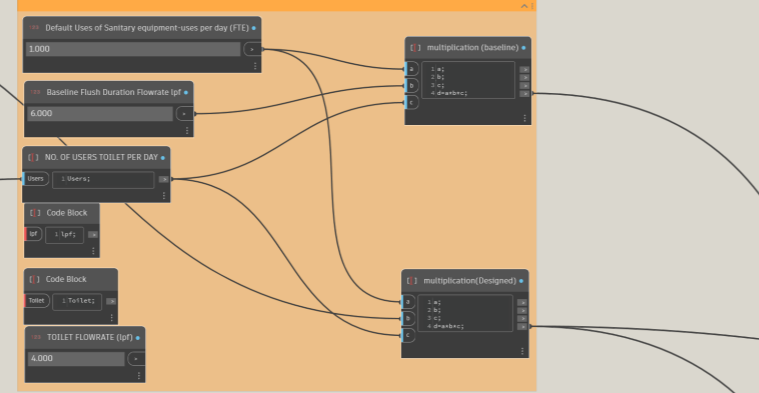 Default Uses of Sanitary equipment-uses per day (FTE)
1.000
>
Baseline Flush Duration Flowrate lpf
6.000
>
[ ] NO. OF USERS TOILET PER DAY
Users
1 Users;
>
[ ] Code Block
lpf
1 lpf;
>
[ ] Code Block
Toilet
1 Toilet;
>
TOILET FLOWRATE (lpf)
4.000
>
[ ] multiplication (baseline)
a
1 a;
>
b
2 b;
>
c
3 c;
>
4 d=a*b*c;
>
[ ] multiplication(Designed)
a
1 a;
>
b
2 b;
>
c
3 c;
>
4 d=a*b*c;
>